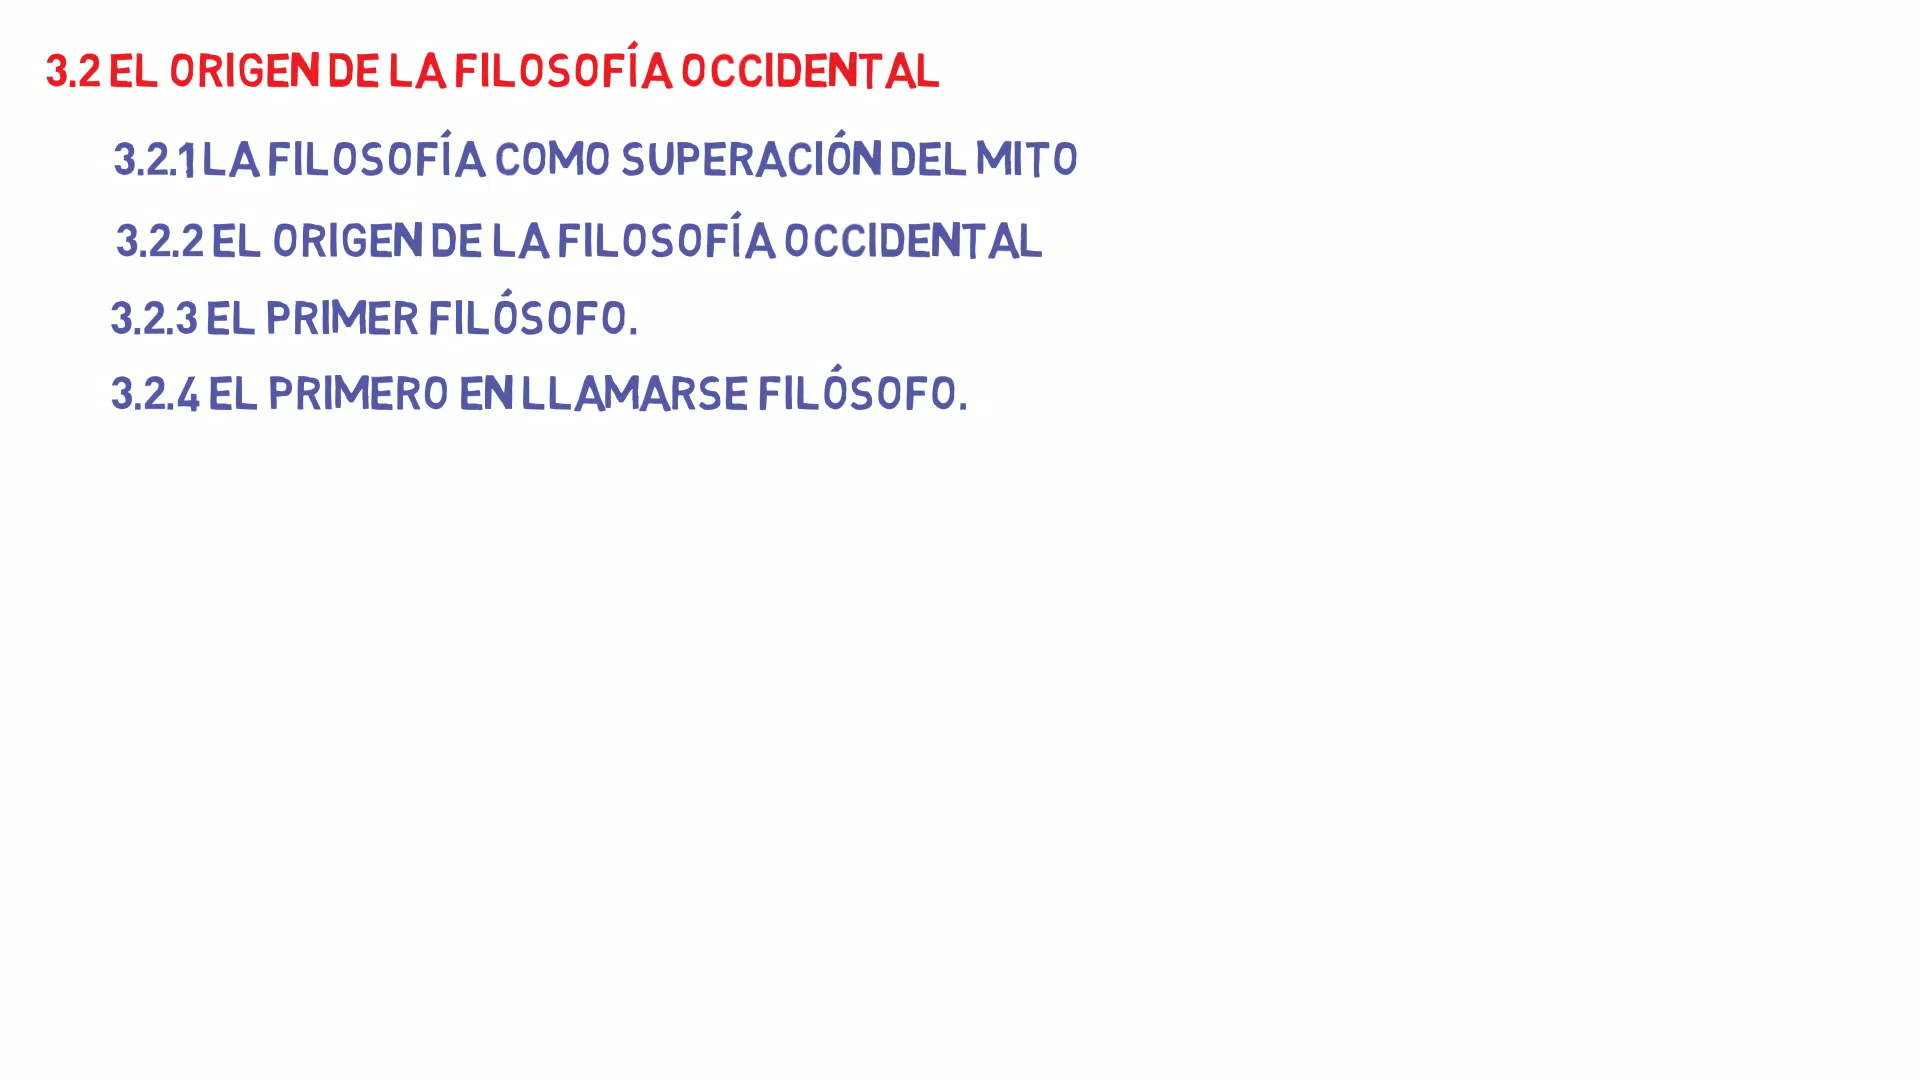 3.2 EL ORIGEN DE LA FILOSOFÍA OCCIDENTAL
3.2.1 LA FILOSOFÍA COMO SUPERACIÓN DEL MITO
3.2.2 EL ORIGEN DE LA FILOSOFÍA OCCIDENTAL
3.2.3 EL PRIMER FILÓSOFO.
3.2.4 EL PRIMERO EN LLAMARSE FILÓSOFO.